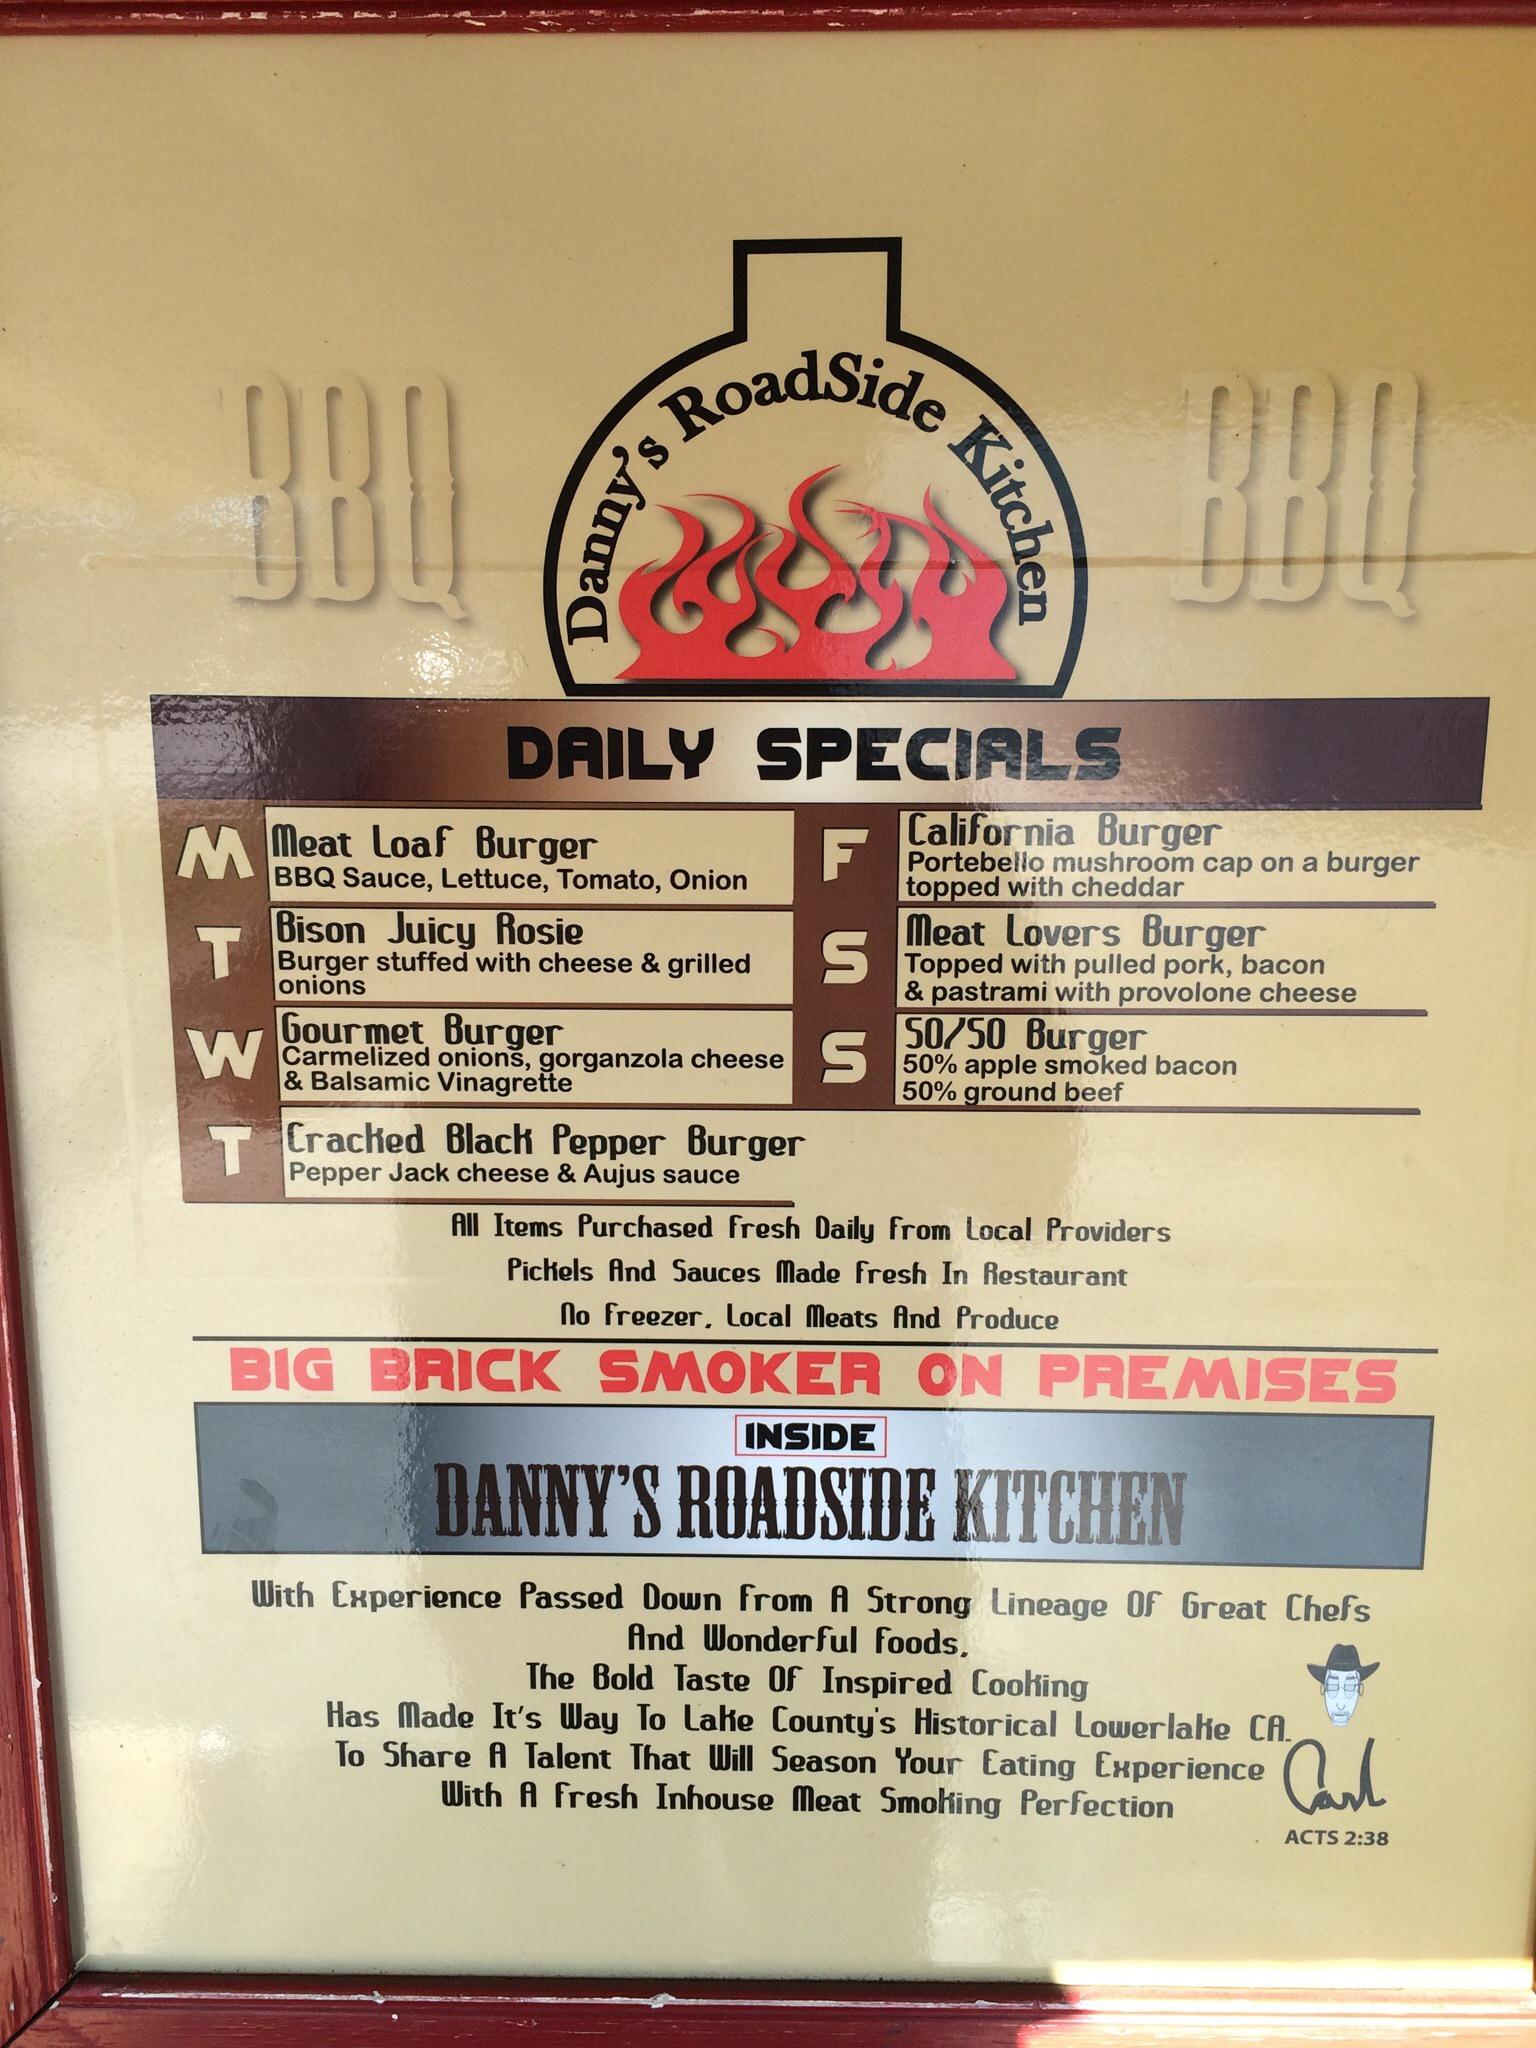 BBQ
Danny's RoadSide Kitchen
BBQ
DAILY SPECIALS
M
Meat Loaf Burger
BBQ Sauce, Lettuce, Tomato, Onion
T
Bison Juicy Rosie
Burger stuffed with cheese & grilled
onions
W
Gourmet Burger
Carmelized onions, gorganzola cheese
& Balsamic Vinagrette
T
Cracked Black Pepper Burger
Pepper Jack cheese & Aujus sauce
F
California Burger
Portebello mushroom cap on a burger
topped with cheddar
S
Meat Lovers Burger
Topped with pulled pork, bacon
& pastrami with provolone cheese
S
50/50 Burger
50% apple smoked bacon
50% ground beef
All Items Purchased Fresh Daily From Local Providers
Pickels And Sauces Made Fresh In Restaurant
No Freezer, Local Meats And Produce
BIG BRICK SMOKER ON PREMISES
INSIDE
DANNY'S ROADSIDE KITCHEN
With Experience Passed Down From A Strong Lineage Of Great Chefs
And Wonderful Foods,
The Bold Taste Of Inspired Cooking
Has Made It's Way To Lake County's Historical Lowerlake CA.
To Share A Talent That Will Season Your Eating Experience
With A Fresh Inhouse Meat Smoking Perfection
ACTS 2:38